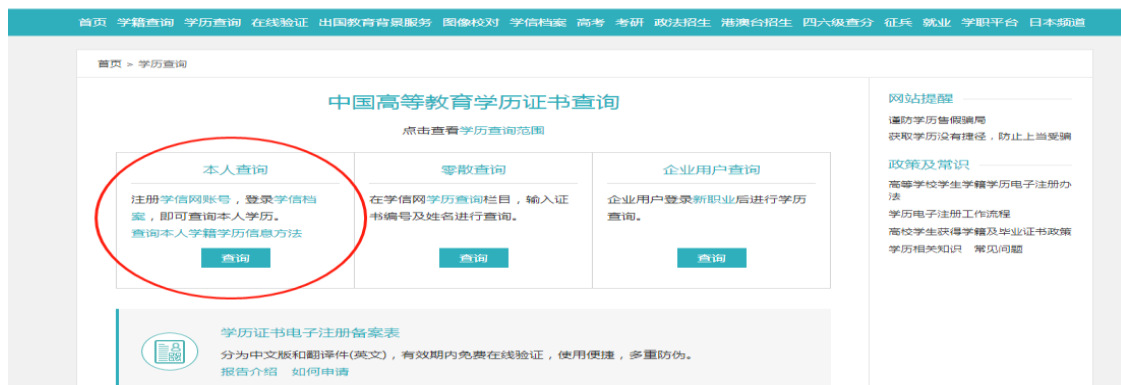 首页 学籍查询 学历查询 在线验证 出国教育背景服务 图像校对 学信档案 高考 考研 政法招生 港澳台招生 四六级查分 征兵 就业 学职平台 日本频道
首页 » 学历查询
中国高等教育学历证书查询
点击查看学历查询范围
本人查询
注册学信网账号，登录学信档
案，即可查询本人学历。
查询本人学籍学历信息方法
查询
零散查询
在学信网学历查询栏目，输入证
书编号及姓名进行查询。
查询
企业用户查询
企业用户登录新职业后进行学历
查询。
查询
学历证书电子注册备案表
分为中文版和翻译件(英文)，有效期内免费在线验证，使用便捷，多重防伪。
报告介绍 如何申请
网站提醒
谨防学历售假骗局
获取学历没有捷径，防止上当受骗
政策及常识
高等学校学生学籍学历电子注册办
法
学历电子注册工作流程
高校学生获得学籍及毕业证书政策
学历相关知识 常见问题